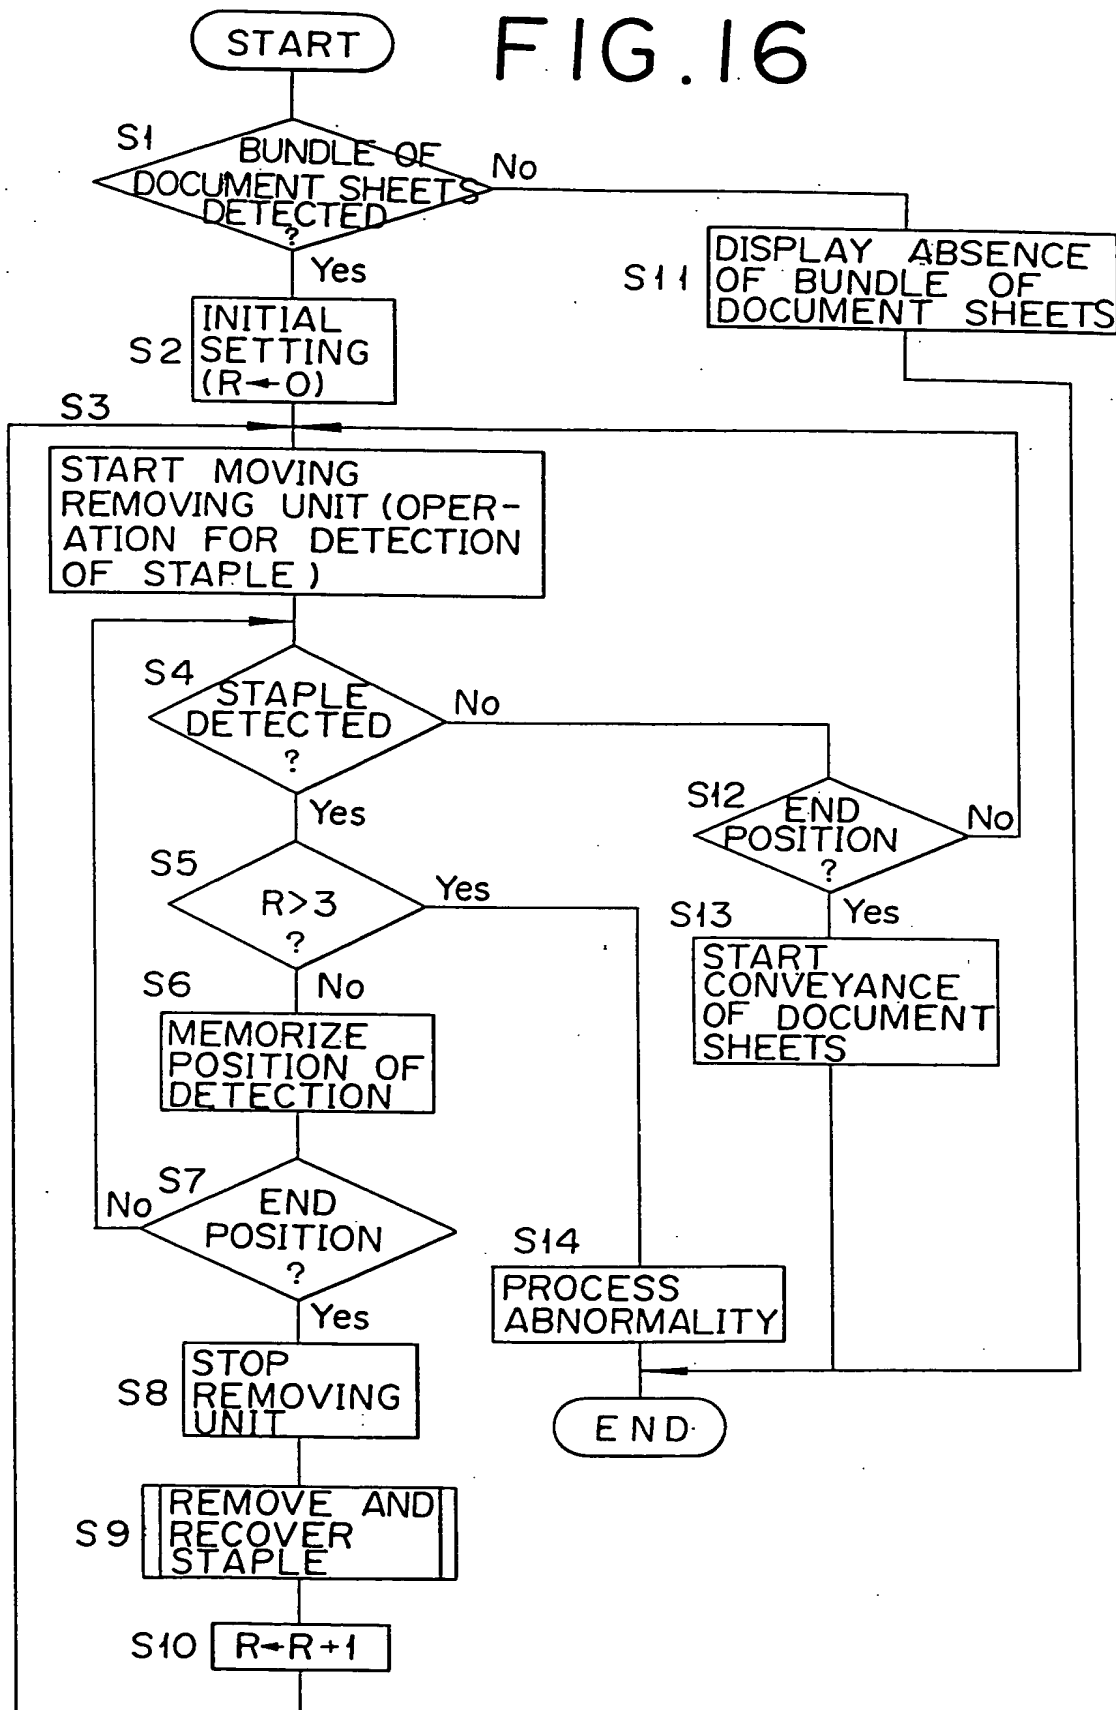 FIG.16
START
S1
BUNDLE OF
DOCUMENT SHEETS
DETECTED
?
No
Yes
S11
DISPLAY ABSENCE
OF BUNDLE OF
DOCUMENT SHEETS
S2
INITIAL
SETTING
(R←0)
S3
START MOVING
REMOVING UNIT (OPER-
ATION FOR DETECTION
OF STAPLE)
S4
STAPLE
DETECTED
?
No
Yes
S12
END
POSITION
?
No
Yes
S5
R>3
?
Yes
No
S13
START
CONVEYANCE
OF DOCUMENT
SHEETS
S6
MEMORIZE
POSITION OF
DETECTION
S7
No
END
POSITION
?
Yes
S14
PROCESS
ABNORMALITY
S8
STOP
REMOVING
UNIT
END
S9
REMOVE AND
RECOVER
STAPLE
S10
R←R+1